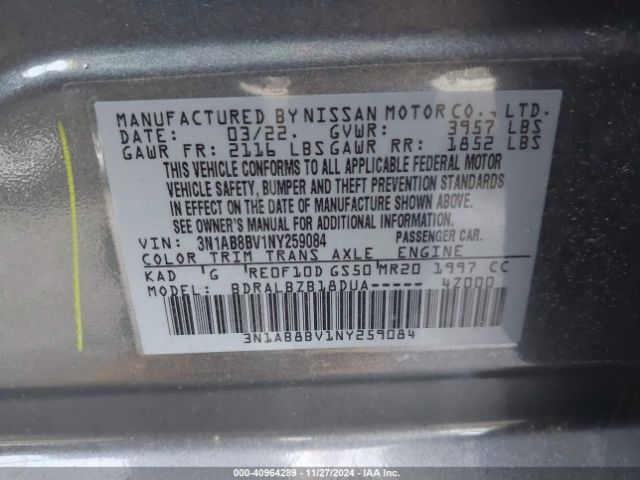 MANUFACTURED BY NISSAN MOTOR CO., LTD.
DATE: 03/22. GVWR: 3957 LBS
GAWR FR: 2116 LBS GAWR RR: 1852 LBS
THIS VEHICLE CONFORMS TO ALL APPLICABLE FEDERAL MOTOR
VEHICLE SAFETY, BUMPER AND THEFT PREVENTION STANDARDS
IN EFFECT ON THE DATE OF MANUFACTURE SHOWN ABOVE.
SEE OWNER'S MANUAL FOR ADDITIONAL INFORMATION.
VIN: 3N1AB8BV1NY259084 PASSENGER CAR.
COLOR TRIM TRANS AXLE ENGINE
KAD G RE0F10D GS50 MR20 1997 CC
MODEL: BDRALBZB18DUA----- 4Z000
3N1AB8BV1NY259084
000-40964289 - 11/27/2024 - IAA Inc.